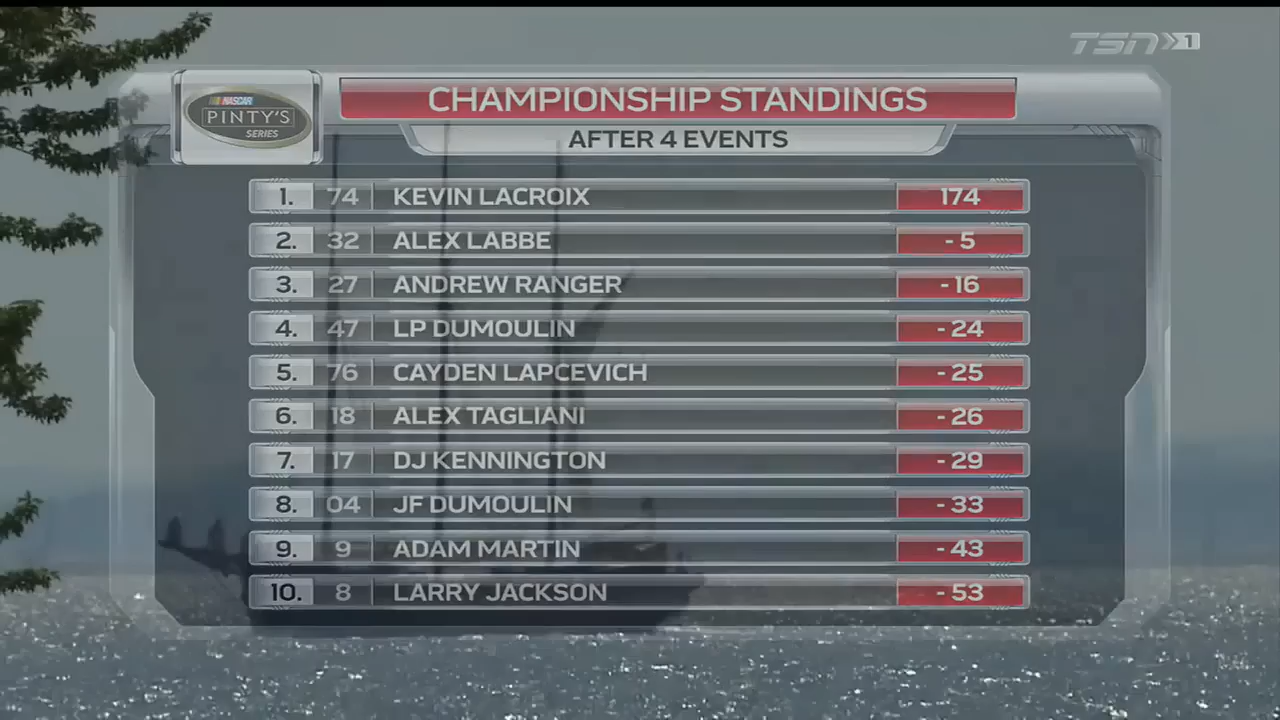 TSN 1
CHAMPIONSHIP STANDINGS
NASCAR
PINTY'S
SERIES
AFTER 4 EVENTS
1. 74 KEVIN LACROIX 174
2. 32 ALEX LABBE - 5
3. 27 ANDREW RANGER - 16
4. 47 LP DUMOULIN - 24
5. 76 CAYDEN LAPCEVICH - 25
6. 18 ALEX TAGLIANI - 26
7. 17 DJ KENNINGTON - 29
8. 04 JF DUMOULIN - 33
9. 9 ADAM MARTIN - 43
10. 8 LARRY JACKSON - 53